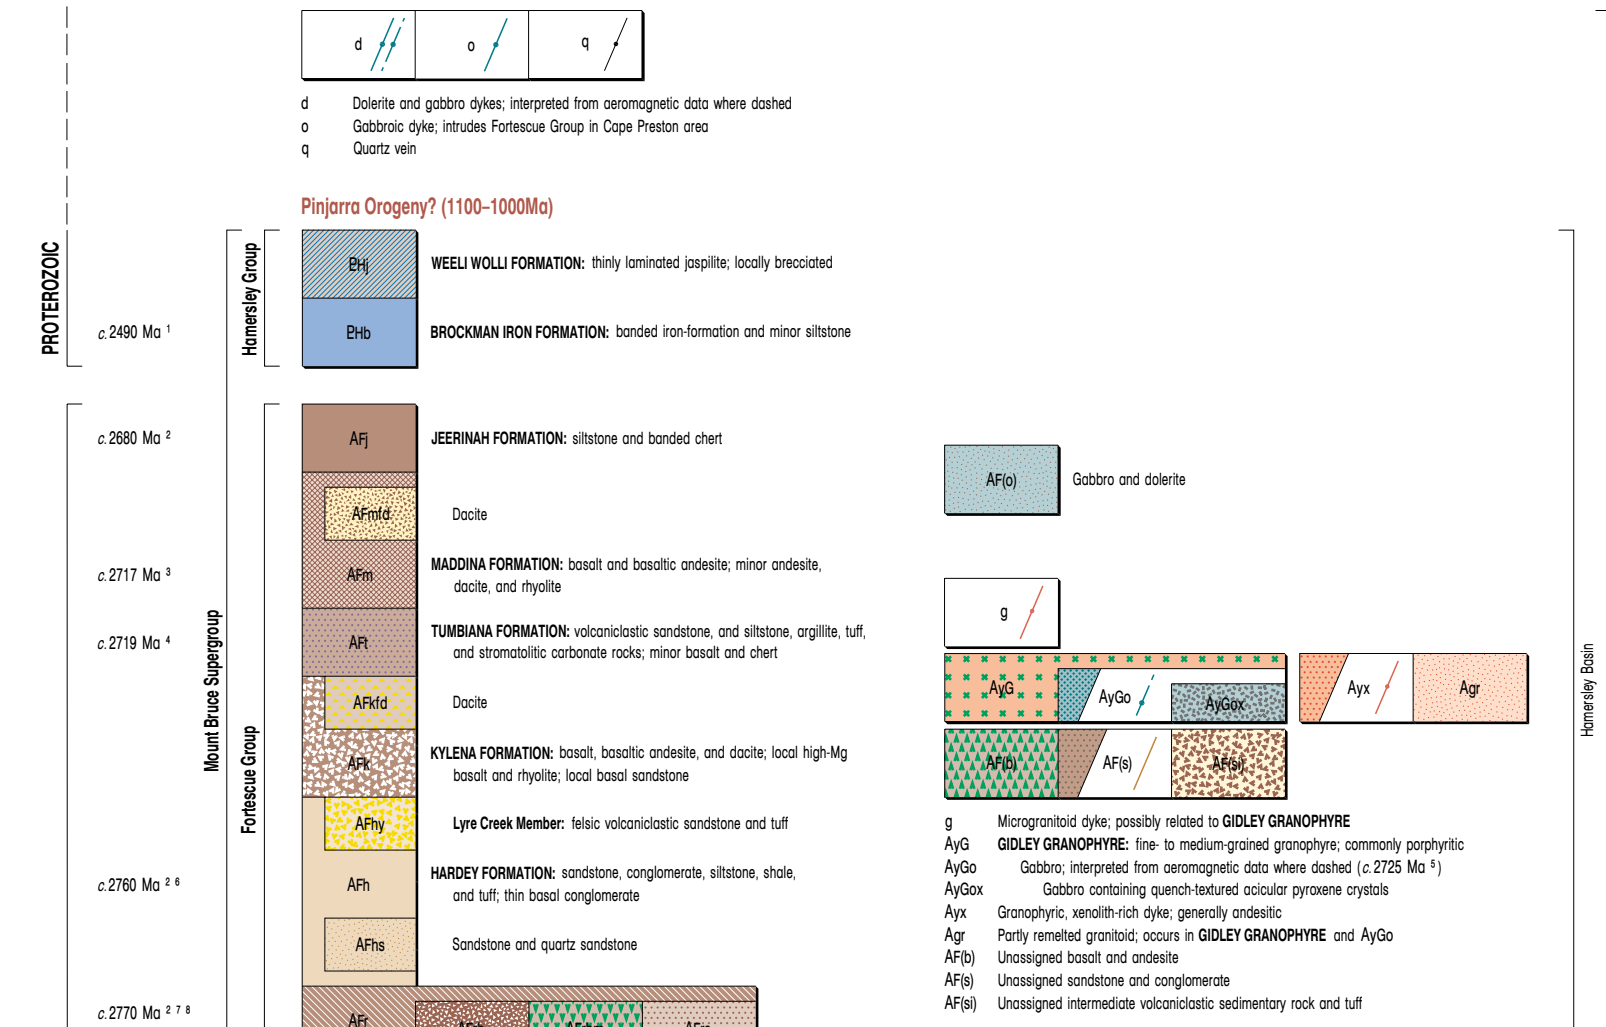 d
o
q
d Dolerite and gabbro dykes; interpreted from aeromagnetic data where dashed
o Gabbroic dyke; intrudes Fortescue Group in Cape Preston area
q Quartz vein
Pinjarra Orogeny? (1100–1000Ma)
PROTEROZOIC
Hamersley Group
PHj
WEELI WOLLI FORMATION: thinly laminated jaspilite; locally brecciated
c. 2490 Ma 1
PHb
BROCKMAN IRON FORMATION: banded iron-formation and minor siltstone
Mount Bruce Supergroup
Fortescue Group
c. 2680 Ma 2
AFj
JEERINAH FORMATION: siltstone and banded chert
AFmfd
Dacite
c. 2717 Ma 3
AFm
MADDINA FORMATION: basalt and basaltic andesite; minor andesite,
dacite, and rhyolite
c. 2719 Ma 4
AFt
TUMBIANA FORMATION: volcaniclastic sandstone, and siltstone, argillite, tuff,
and stromatolitic carbonate rocks; minor basalt and chert
AFkfd
Dacite
AFk
KYLENA FORMATION: basalt, basaltic andesite, and dacite; local high-Mg
basalt and rhyolite; local basal sandstone
AFhy
Lyre Creek Member: felsic volcaniclastic sandstone and tuff
c. 2760 Ma 2 6
AFh
HARDEY FORMATION: sandstone, conglomerate, siltstone, shale,
and tuff; thin basal conglomerate
AFhs
Sandstone and quartz sandstone
c. 2770 Ma 2 7 8
AFr
AF(o)
Gabbro and dolerite
g
AyG
AyGo
AyGox
Ayx
Agr
AF(b)
AF(s)
AF(si)
g Microgranitoid dyke; possibly related to GIDLEY GRANOPHYRE
AyG GIDLEY GRANOPHYRE: fine- to medium-grained granophyre; commonly porphyritic
AyGo Gabbro; interpreted from aeromagnetic data where dashed (c. 2725 Ma 5)
AyGox Gabbro containing quench-textured acicular pyroxene crystals
Ayx Granophyric, xenolith-rich dyke; generally andesitic
Agr Partly remelted granitoid; occurs in GIDLEY GRANOPHYRE and AyGo
AF(b) Unassigned basalt and andesite
AF(s) Unassigned sandstone and conglomerate
AF(si) Unassigned intermediate volcaniclastic sedimentary rock and tuff
Hamersley Basin